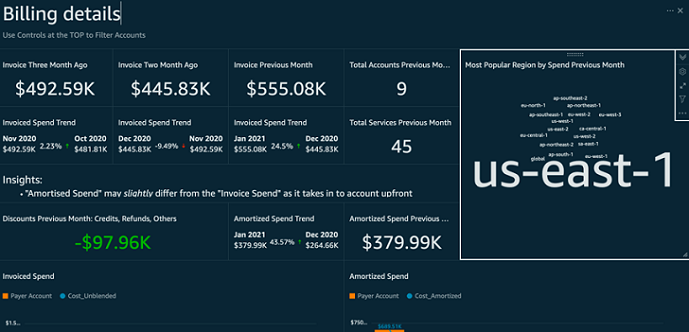 Billing details
Use Controls at the TOP to Filter Accounts
Invoice Three Month Ago
$492.59K
Invoice Two Month Ago
$445.83K
Invoice Previous Month
$555.08K
Total Accounts Previous Mo...
9
Most Popular Region by Spend Previous Month
ap-southeast-2
eu-north-1 ap-northeast-1
ap-southeast-1 eu-west-2 eu-west-3
us-west-1
us-east-2 ca-central-1
eu-central-1 us-west-2
ap-northeast-2 sa-east-1
global ap-south-1 eu-west-1
us-east-1
Invoiced Spend Trend
Nov 2020 Oct 2020
$492.59K 2.23% ↑ $481.81K
Invoiced Spend Trend
Dec 2020 Nov 2020
$445.83K -9.49% ↓ $492.59K
Invoiced Spend Trend
Jan 2021 Dec 2020
$555.08K 24.5% ↑ $445.83K
Total Services Previous Month
45
Insights:
• "Amortised Spend" may slightly differ from the "Invoice Spend" as it takes in to account upfront
Discounts Previous Month: Credits, Refunds, Others
-$97.96K
Amortized Spend Trend
Jan 2021 Dec 2020
$379.99K 43.57% ↑ $264.66K
Amortized Spend Previous ...
$379.99K
Invoiced Spend
Payer Account Cost_Unblended
$1.5...
Amortized Spend
Payer Account Cost_Amortized
$750...